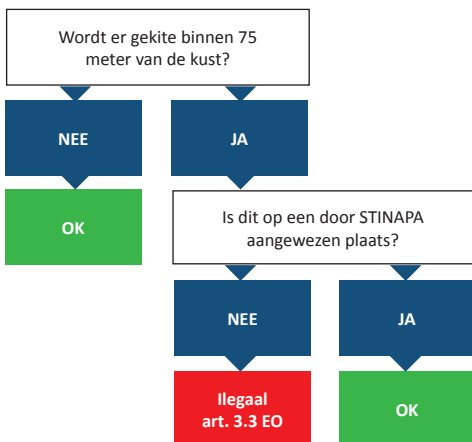 Wordt er gekite binnen 75
meter van de kust?
NEE
JA
OK
Is dit op een door STINAPA
aangewezen plaats?
NEE
JA
Ilegaal
art. 3.3 EO
OK